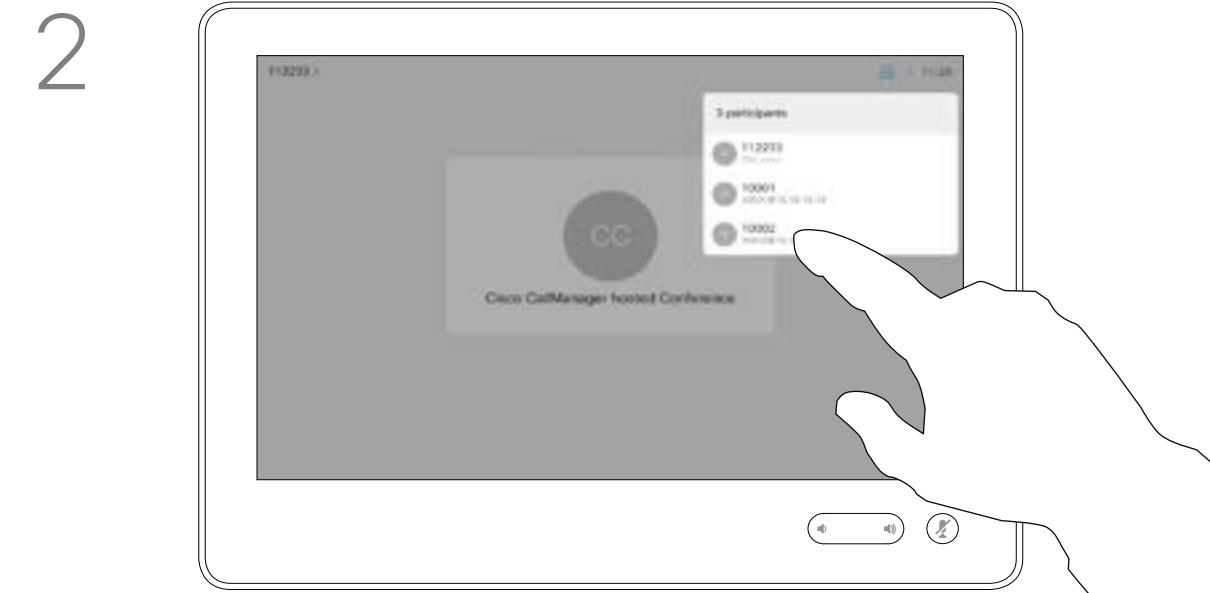 2
112233
11:28
3 participants
112233
10001
10002
CC
Cisco CallManager hosted Conference